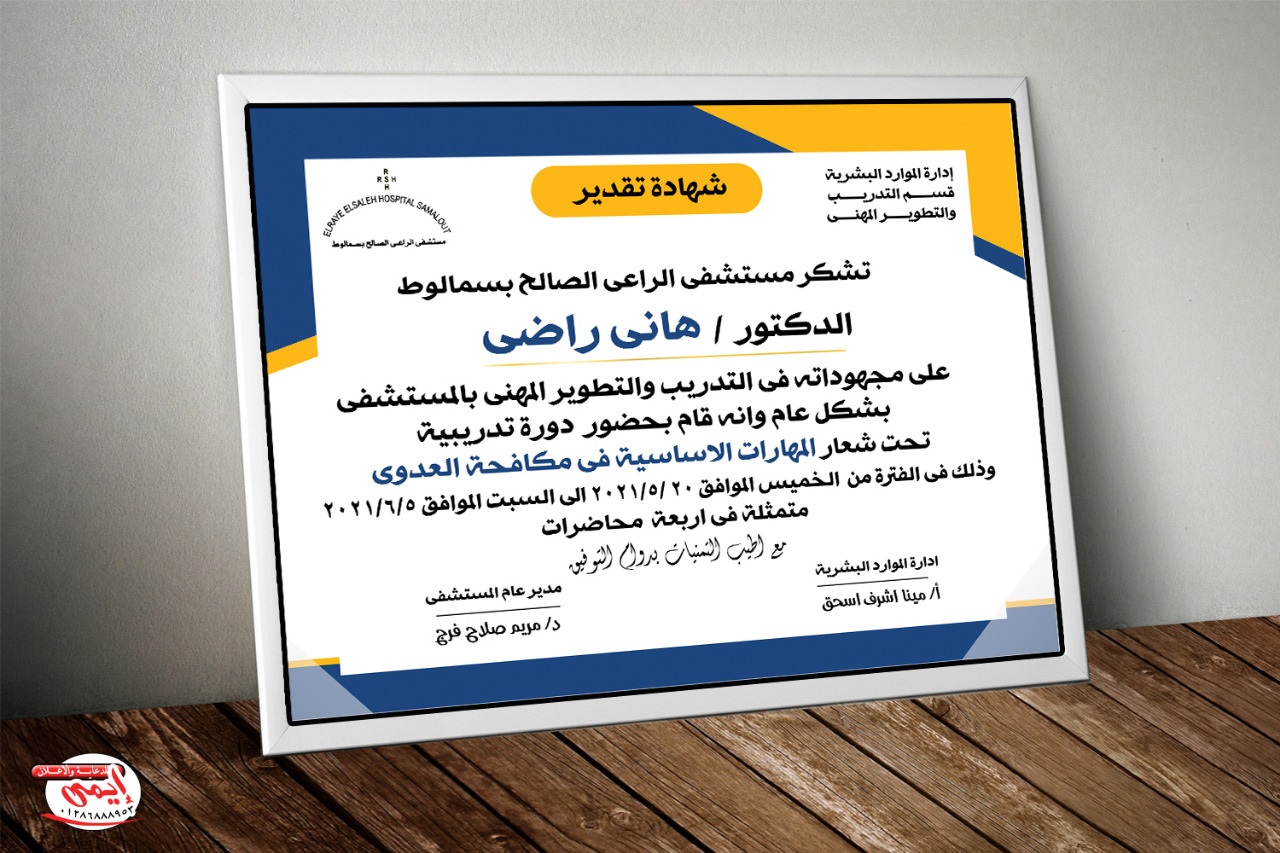 إدارة الموارد البشرية
قسم التدريب
والتطوير المهنى
شهادة تقدير
R
RSH
H
ELRAYE ELSALEH HOSPITAL SAMALOUT
مستشفى الراعى الصالح بسمالوط
تشكر مستشفى الراعى الصالح بسمالوط
الدكتور / هانى راضى
على مجهوداته فى التدريب والتطوير المهنى بالمستشفى
بشكل عام وانه قام بحضور دورة تدريبية
تحت شعار المهارات الاساسية فى مكافحة العدوى
وذلك فى الفترة من الخميس الموافق ٢٠٢١/٥/٢٠ الى السبت الموافق ٢٠٢١/٦/٥
متمثلة فى اربعة محاضرات
مع اطيب التمنيات بدوام التوفيق
ادارة الموارد البشرية
أ/ مينا اشرف اسحق
مدير عام المستشفى
د/ مريم صلاح فرج
للدعاية والاعلان
إيمى
٠١٢٨٦٨٨٨٩٥٢